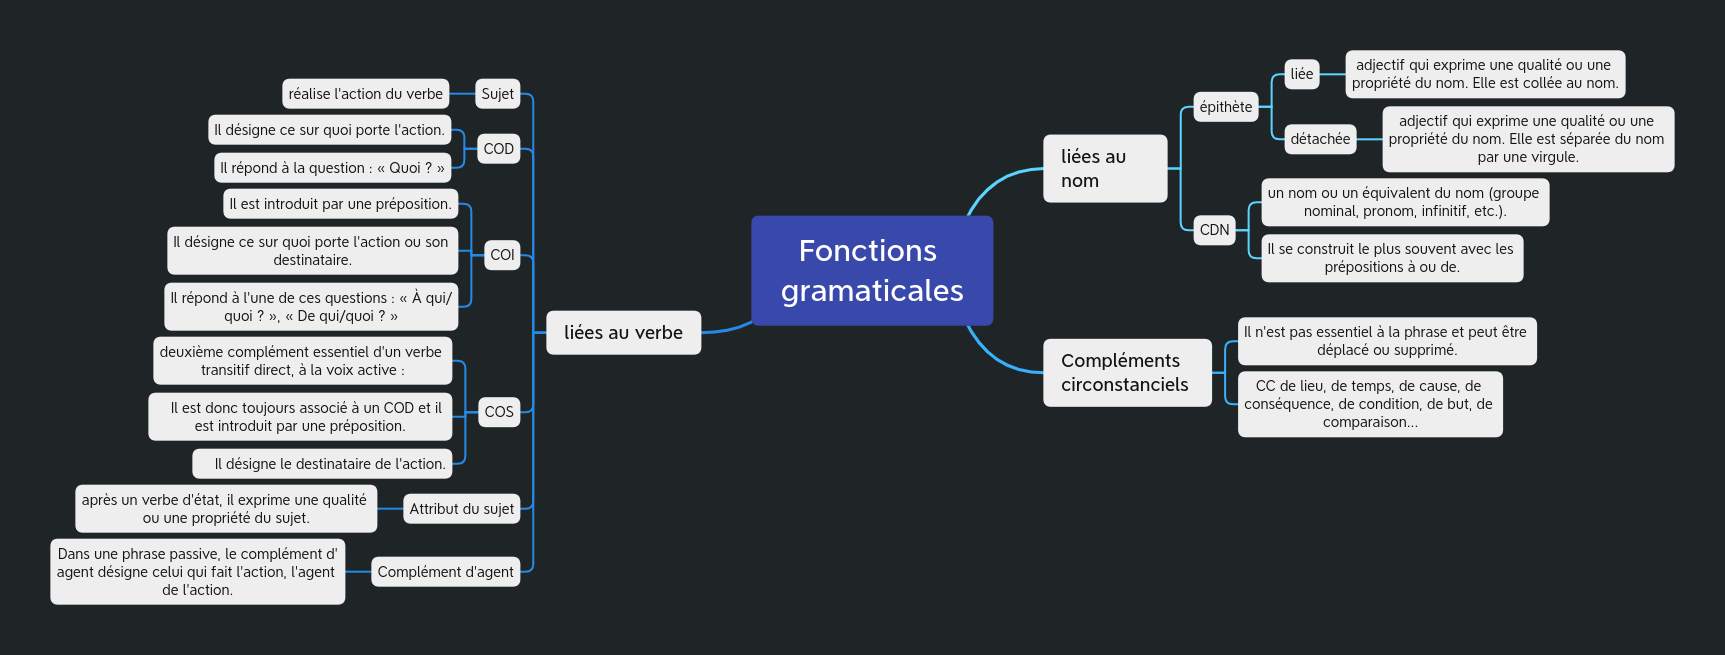 Fonctions
gramaticales
liées au
nom
épithète
liée
adjectif qui exprime une qualité ou une
propriété du nom. Elle est collée au nom.
détachée
adjectif qui exprime une qualité ou une
propriété du nom. Elle est séparée du nom
par une virgule.
CDN
un nom ou un équivalent du nom (groupe
nominal, pronom, infinitif, etc.).
Il se construit le plus souvent avec les
prépositions à ou de.
Compléments
circonstanciels
Il n'est pas essentiel à la phrase et peut être
déplacé ou supprimé.
CC de lieu, de temps, de cause, de
conséquence, de condition, de but, de
comparaison...
liées au verbe
Sujet
réalise l'action du verbe
COD
Il désigne ce sur quoi porte l'action.
Il répond à la question : « Quoi ? »
COI
Il est introduit par une préposition.
Il désigne ce sur quoi porte l'action ou son
destinataire.
Il répond à l'une de ces questions : « À qui/
quoi ? », « De qui/quoi ? »
COS
deuxième complément essentiel d'un verbe
transitif direct, à la voix active :
Il est donc toujours associé à un COD et il
est introduit par une préposition.
Il désigne le destinataire de l'action.
Attribut du sujet
après un verbe d'état, il exprime une qualité
ou une propriété du sujet.
Complément d'agent
Dans une phrase passive, le complément d'
agent désigne celui qui fait l'action, l'agent
de l'action.